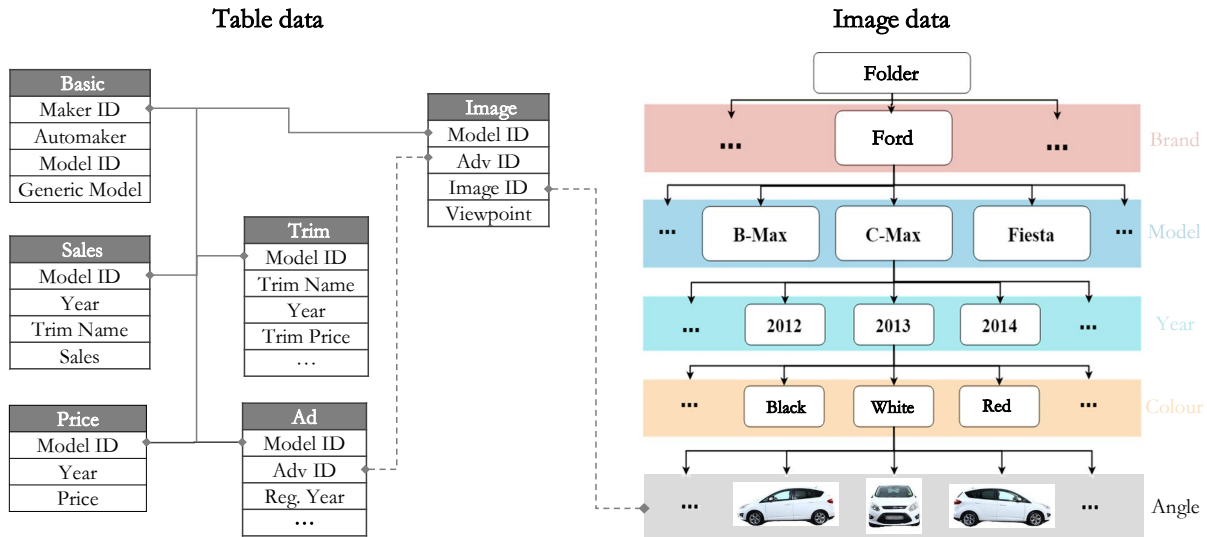 Table data
Basic
Maker ID
Automaker
Model ID
Generic Model
Sales
Model ID
Year
Trim Name
Sales
Price
Model ID
Year
Price
Trim
Model ID
Trim Name
Year
Trim Price
...
Ad
Model ID
Adv ID
Reg. Year
...
Image
Model ID
Adv ID
Image ID
Viewpoint
Image data
Folder
... Ford ... Brand
... B-Max C-Max Fiesta ... Model
... 2012 2013 2014 ... Year
... Black White Red ... Colour
... ... Angle